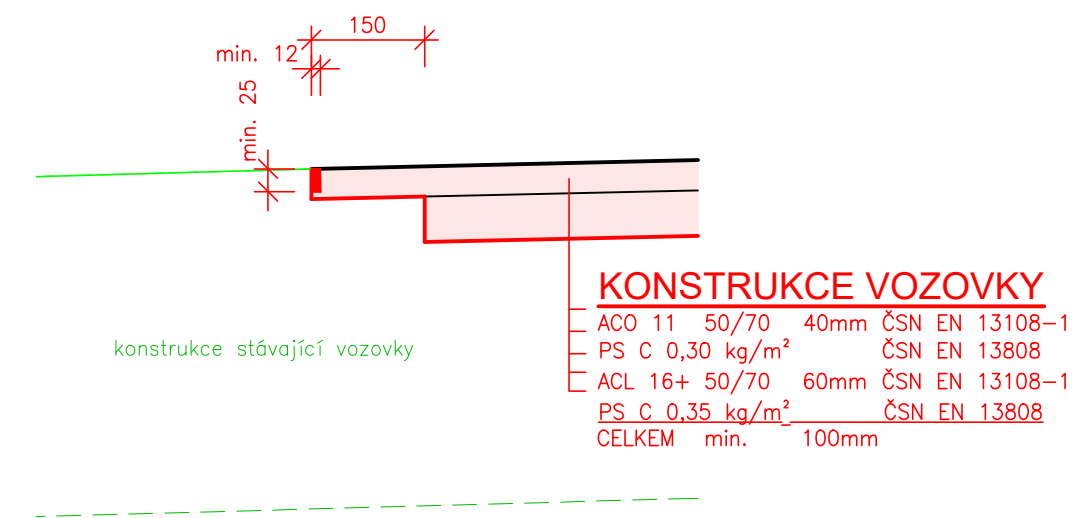 150
min. 12
min. 25
KONSTRUKCE VOZOVKY
ACO 11 50/70 40mm ČSN EN 13108-1
PS C 0,30 kg/m² ČSN EN 13808
ACL 16+ 50/70 60mm ČSN EN 13108-1
PS C 0,35 kg/m² ČSN EN 13808
CELKEM min. 100mm
konstrukce stávající vozovky